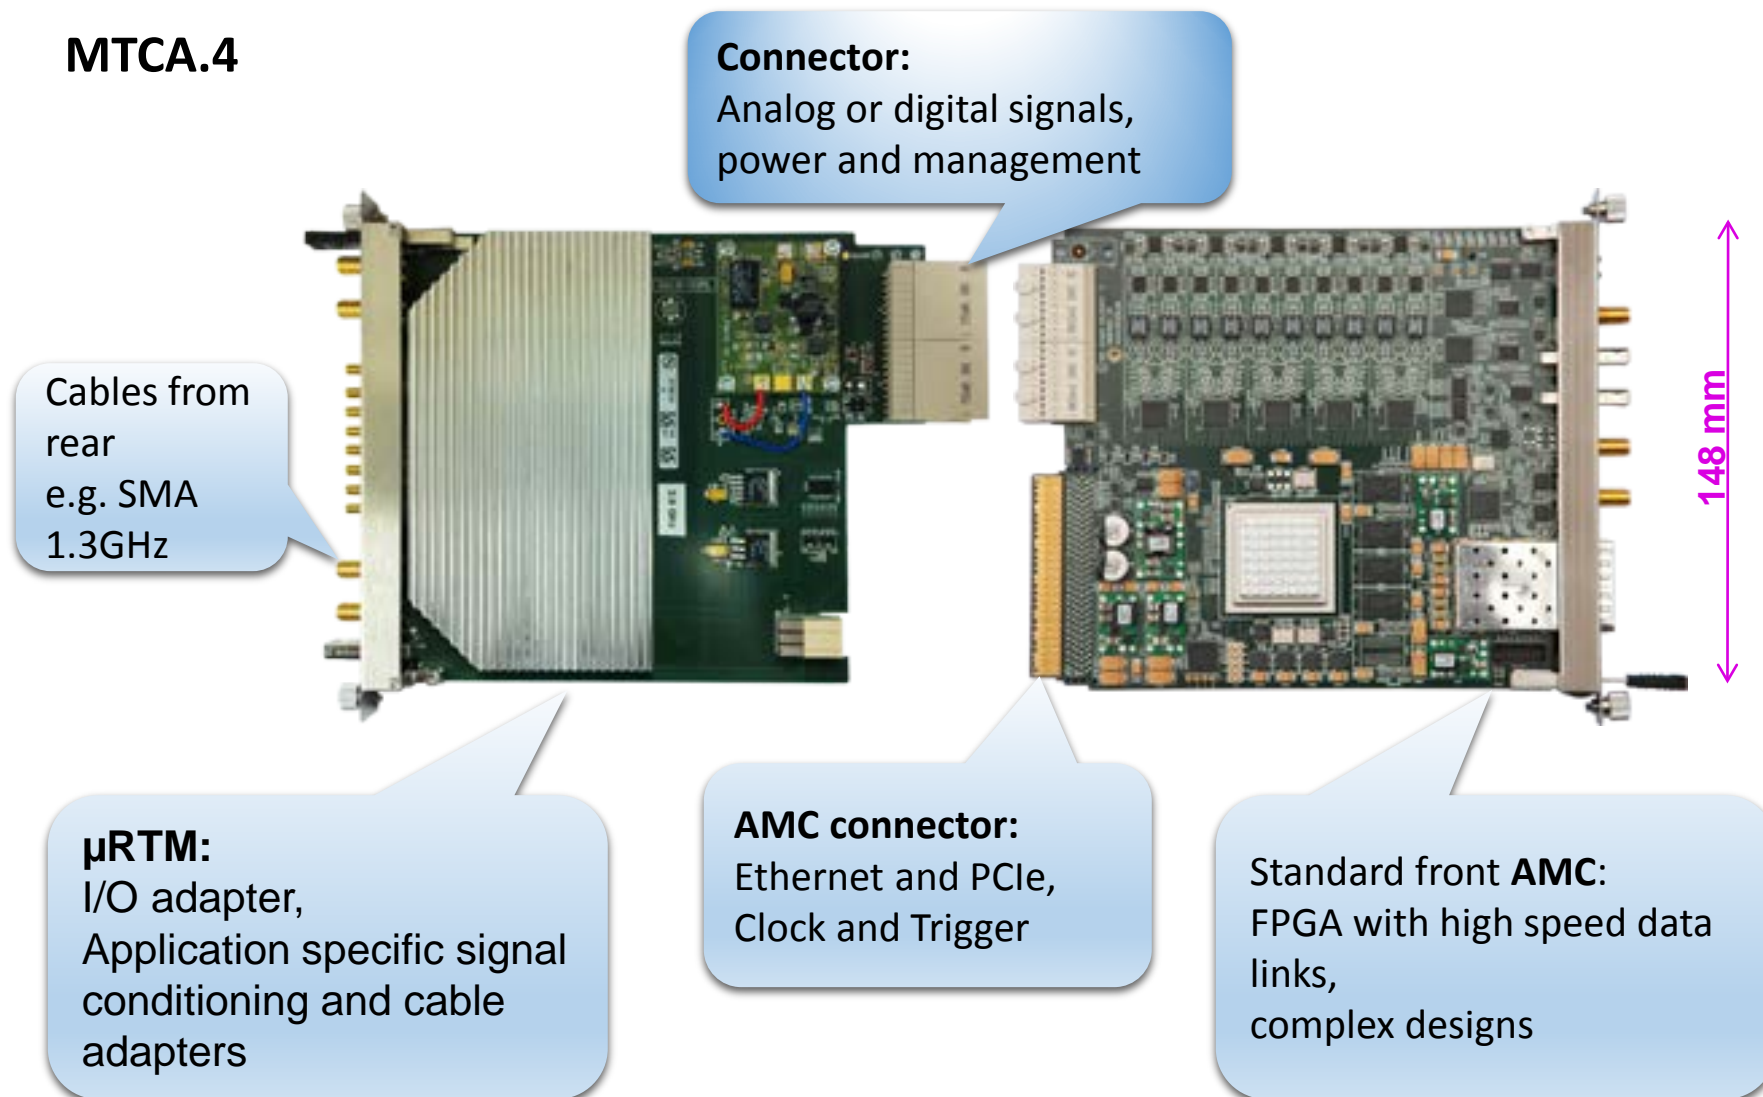 MTCA.4
Connector:
Analog or digital signals,
power and management
Cables from
rear
e.g. SMA
1.3GHz
148 mm
µRTM:
I/O adapter,
Application specific signal
conditioning and cable
adapters
AMC connector:
Ethernet and PCIe,
Clock and Trigger
Standard front AMC:
FPGA with high speed data
links,
complex designs